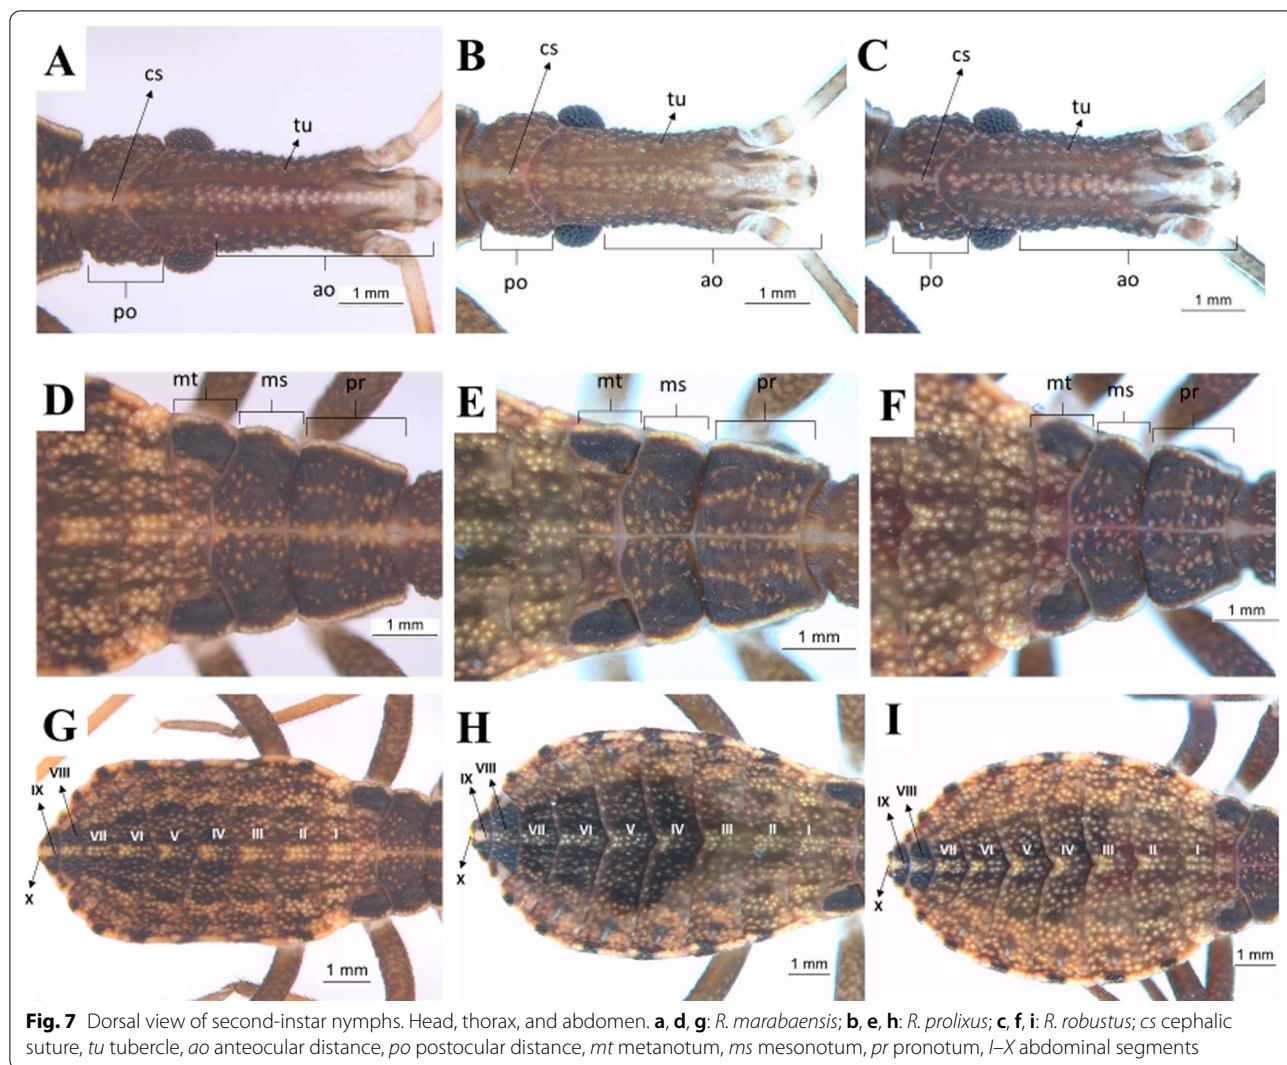 A
cs
tu
po
ao
1 mm
B
cs
tu
po
ao
1 mm
C
cs
tu
po
ao
1 mm
D
mt
ms
pr
1 mm
E
mt
ms
pr
1 mm
F
mt
ms
pr
1 mm
G
VIII
IX
VII VI V IV III II I
X
1 mm
H
VIII
IX
VII VI V IV III II I
X
1 mm
I
VIII
IX
VII VI V IV III II I
X
1 mm
Fig. 7 Dorsal view of second-instar nymphs. Head, thorax, and abdomen. a, d, g: R. marabaensis; b, e, h: R. prolixus; c, f, i: R. robustus; cs cephalic
suture, tu tubercle, ao anteocular distance, po postocular distance, mt metanotum, ms mesonotum, pr pronotum, I–X abdominal segments